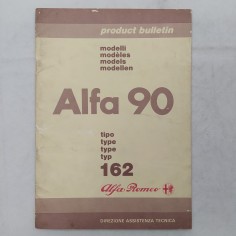 product bulletin
modelli
modèles
models
modellen
Alfa 90
tipo
type
type
typ
162
Alfa Romeo
DIREZIONE ASSISTENZA TECNICA